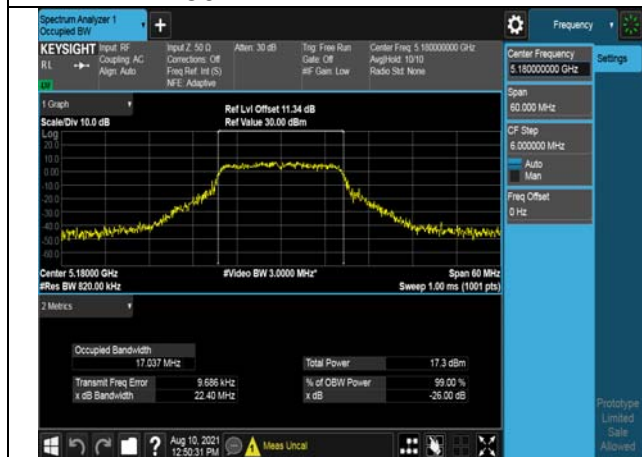 Spectrum Analyzer 1
Occupied BW
+
Frequency
KEYSIGHT
RL
Input: RF
Coupling: AC
Align: Auto
Input Z: 50 Ω
Corrections: Off
Freq Ref: Int (S)
NFE: Adaptive
Atten: 30 dB
Trig: Free Run
Gate: Off
#IF Gain: Low
Center Freq: 5.180000000 GHz
Avg|Hold: 10/10
Radio Std: None
Center Frequency
5.180000000 GHz
Settings
Span
60.000 MHz
CF Step
6.000000 MHz
Auto
Man
Freq Offset
0 Hz
1 Graph
Scale/Div 10.0 dB
Ref Lvl Offset 11.34 dB
Ref Value 30.00 dBm
Log
20.0
10.0
0.00
-10.0
-20.0
-30.0
-40.0
-50.0
-60.0
Center 5.18000 GHz
#Res BW 820.00 kHz
#Video BW 3.0000 MHz*
Span 60 MHz
Sweep 1.00 ms (1001 pts)
2 Metrics
Occupied Bandwidth
17.037 MHz
Total Power 17.3 dBm
Transmit Freq Error 9.686 kHz
% of OBW Power 99.00 %
x dB Bandwidth 22.40 MHz
x dB -26.00 dB
Prototype
Limited
Sale
Allowed
?
Aug 10, 2021
12:50:31 PM
Meas Uncal